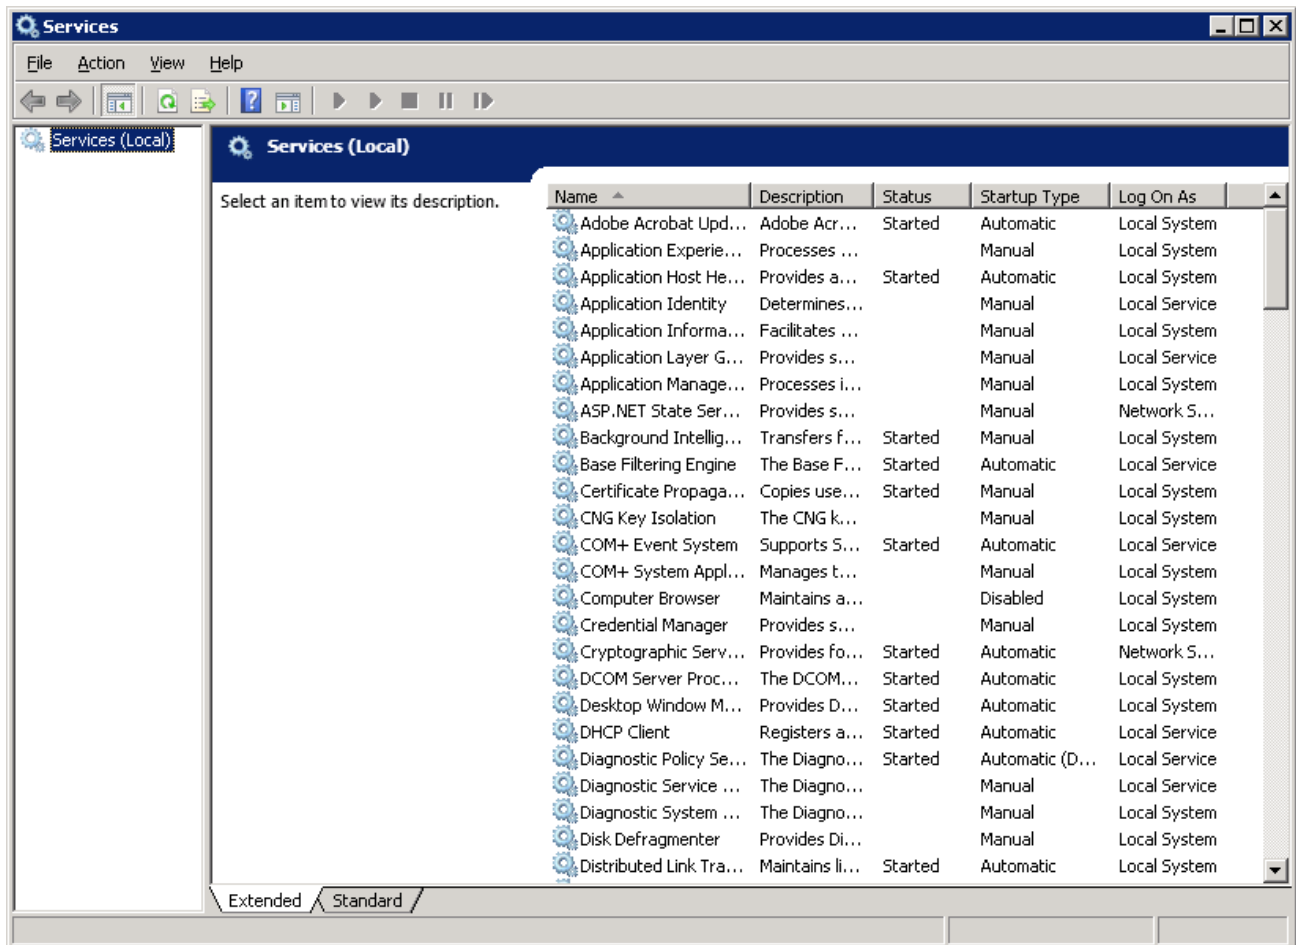 Services
File Action View Help
Services (Local)
Services (Local)
Select an item to view its description.
Name Description Status Startup Type Log On As
Adobe Acrobat Upd... Adobe Acr... Started Automatic Local System
Application Experie... Processes ... Manual Local System
Application Host He... Provides a... Started Automatic Local System
Application Identity Determines... Manual Local Service
Application Informa... Facilitates ... Manual Local System
Application Layer G... Provides s... Manual Local Service
Application Manage... Processes i... Manual Local System
ASP.NET State Ser... Provides s... Manual Network S...
Background Intellig... Transfers f... Started Manual Local System
Base Filtering Engine The Base F... Started Automatic Local Service
Certificate Propaga... Copies use... Started Manual Local System
CNG Key Isolation The CNG k... Manual Local System
COM+ Event System Supports S... Started Automatic Local Service
COM+ System Appl... Manages t... Manual Local System
Computer Browser Maintains a... Disabled Local System
Credential Manager Provides s... Manual Local System
Cryptographic Serv... Provides fo... Started Automatic Network S...
DCOM Server Proc... The DCOM... Started Automatic Local System
Desktop Window M... Provides D... Started Automatic Local System
DHCP Client Registers a... Started Automatic Local Service
Diagnostic Policy Se... The Diagno... Started Automatic (D... Local Service
Diagnostic Service ... The Diagno... Manual Local Service
Diagnostic System ... The Diagno... Manual Local System
Disk Defragmenter Provides Di... Manual Local System
Distributed Link Tra... Maintains li... Started Automatic Local System
Extended Standard